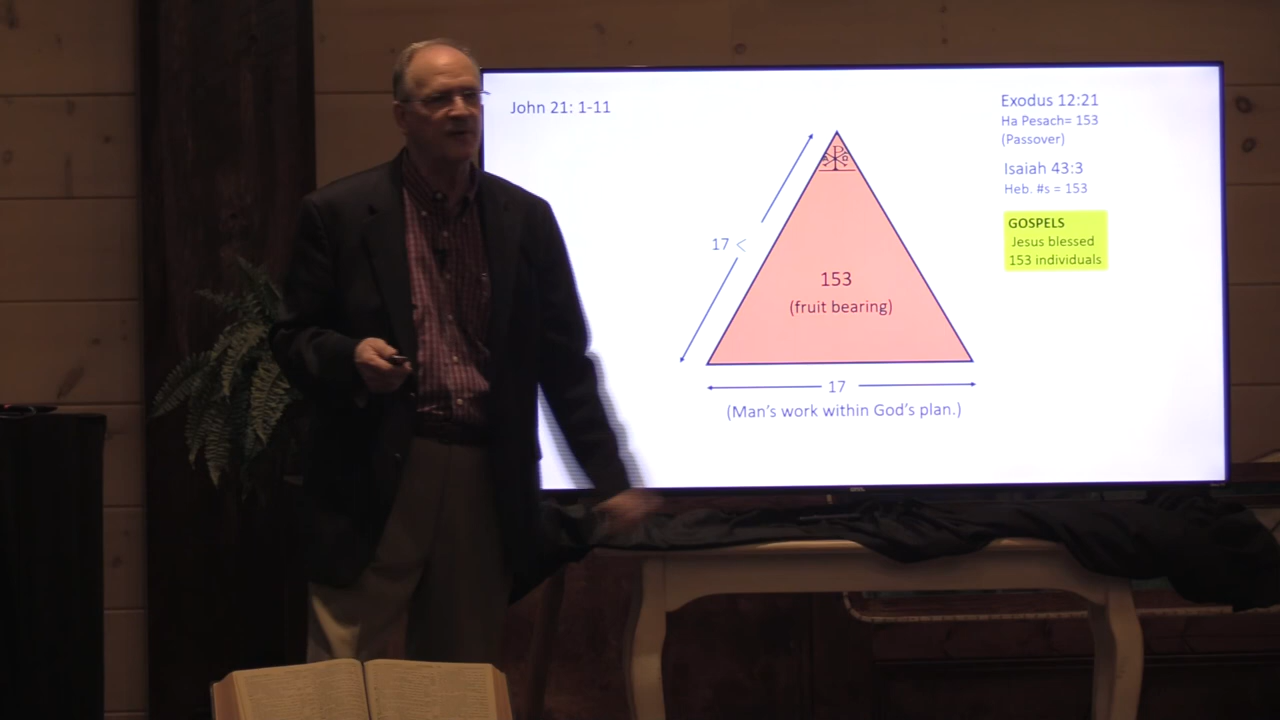 John 21: 1-11
17 <
153
(fruit bearing)
17
(Man's work within God's plan.)
Exodus 12:21
Ha Pesach= 153
(Passover)
Isaiah 43:3
Heb. #s = 153
GOSPELS
Jesus blessed
153 individuals
DELL